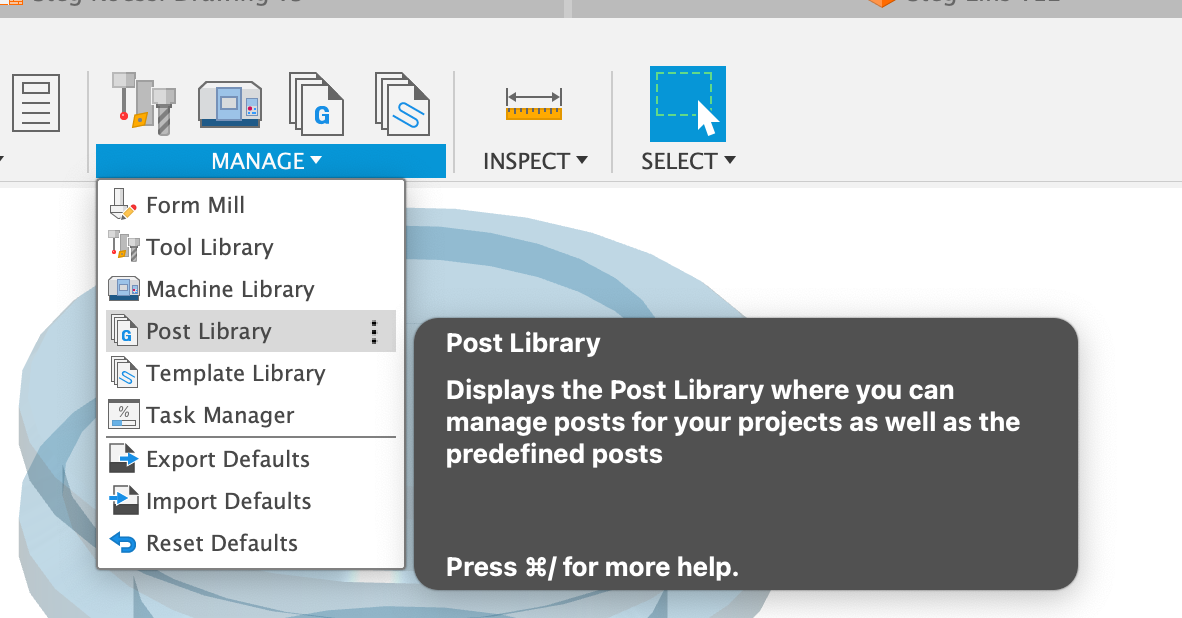 MANAGE
INSPECT
SELECT
Form Mill
Tool Library
Machine Library
Post Library
Template Library
Task Manager
Export Defaults
Import Defaults
Reset Defaults
Post Library
Displays the Post Library where you can
manage posts for your projects as well as the
predefined posts
Press ⌘/ for more help.